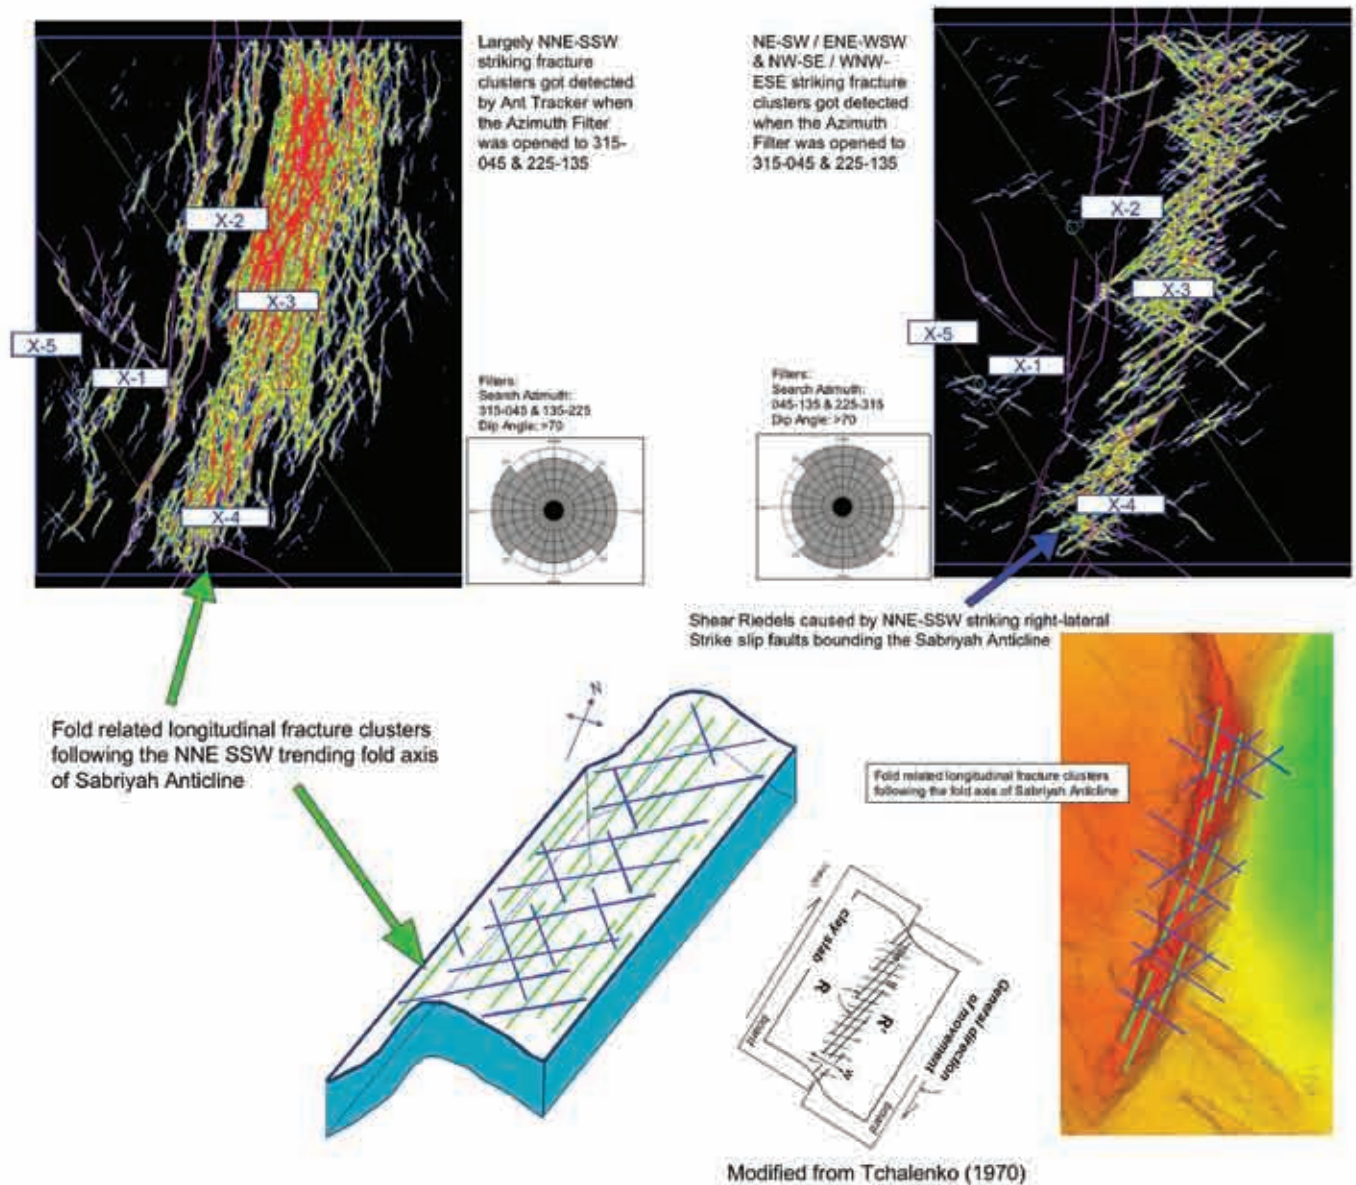 Largely NNE-SSW
striking fracture
clusters got detected
by Ant Tracker when
the Azimuth Filter
was opened to 315-
045 & 225-135
NE-SW / ENE-WSW
& NW-SE / WNW-
ESE striking fracture
clusters got detected
when the Azimuth
Filter was opened to
315-045 & 225-135
X-2
X-3
X-5
X-1
X-4
X-2
X-3
X-5
X-1
X-4
Filters:
Search Azimuth:
315-045 & 135-225
Dip Angle: >70
Filters:
Search Azimuth:
045-135 & 225-315
Dip Angle: >70
Shear Riedels caused by NNE-SSW striking right-lateral
Strike slip faults bounding the Sabriyah Anticline
Fold related longitudinal fracture clusters
following the NNE SSW trending fold axis
of Sabriyah Anticline
N
Fold related longitudinal fracture clusters
following the fold axis of Sabriyah Anticline
clay slab
R
R'
board
board
General direction
of movement
Modified from Tchalenko (1970)